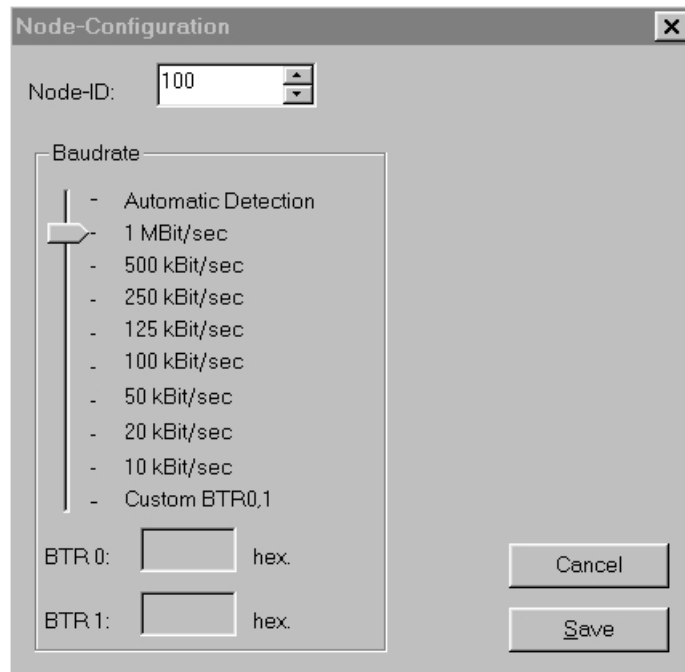 Node-Configuration
Node-ID: 100
Baudrate
- Automatic Detection
- 1 MBit/sec
- 500 kBit/sec
- 250 kBit/sec
- 125 kBit/sec
- 100 kBit/sec
- 50 kBit/sec
- 20 kBit/sec
- 10 kBit/sec
- Custom BTR0,1
BTR 0: hex.
BTR 1: hex.
Cancel
Save